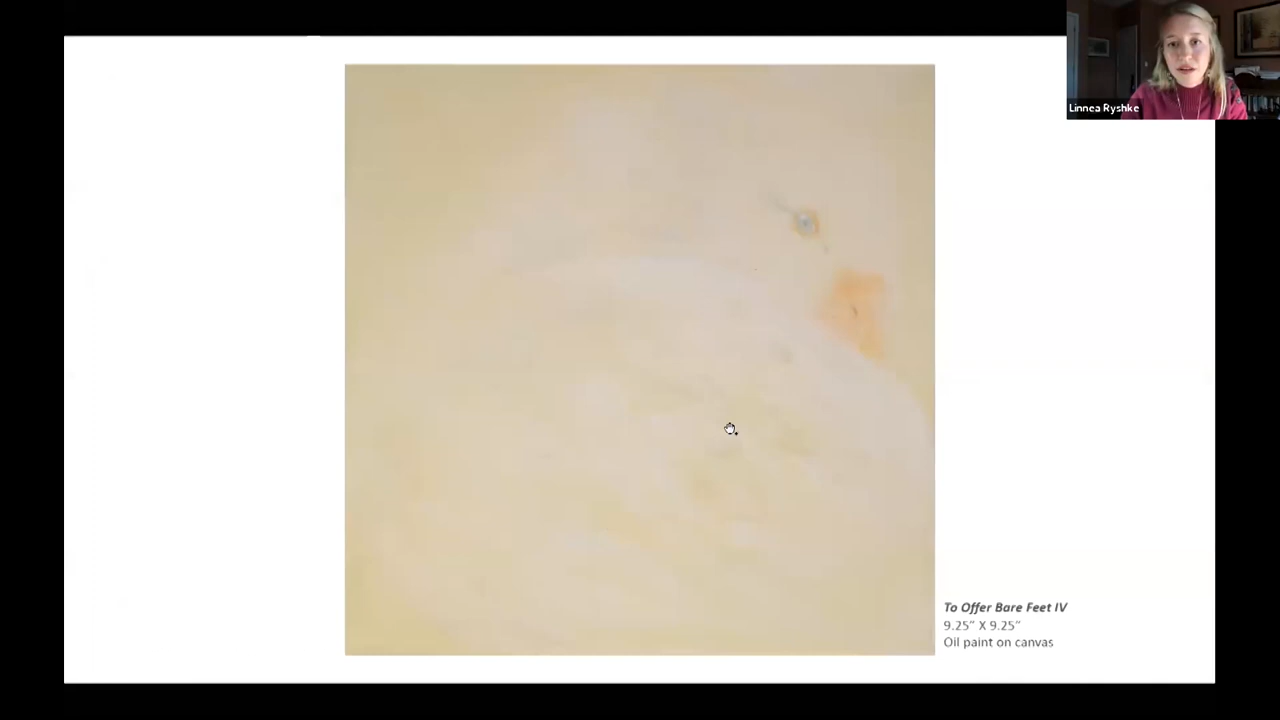 Linnea Ryshke
To Offer Bare Feet IV
9.25” X 9.25”
Oil paint on canvas